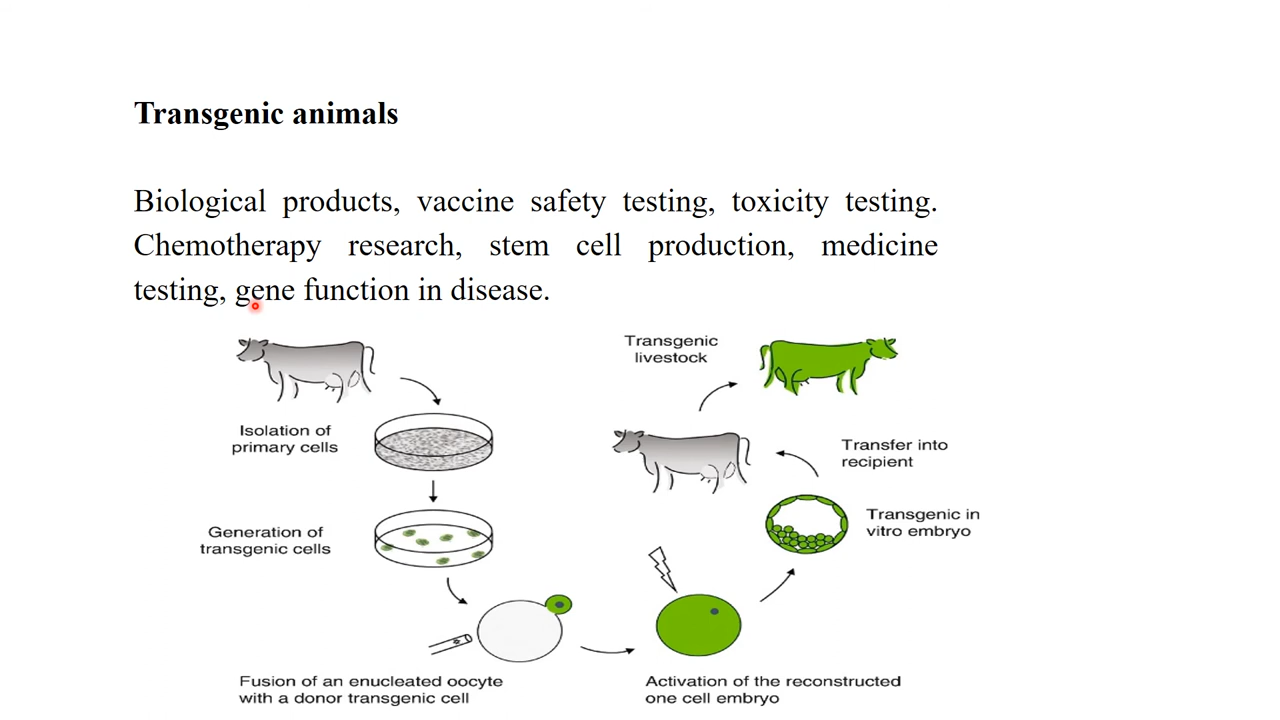 Transgenic animals
Biological products, vaccine safety testing, toxicity testing.
Chemotherapy research, stem cell production, medicine
testing, gene function in disease.
Transgenic
livestock
Isolation of
primary cells
Transfer into
recipient
Generation of
transgenic cells
Transgenic in
vitro embryo
Fusion of an enucleated oocyte
with a donor transgenic cell
Activation of the reconstructed
one cell embryo